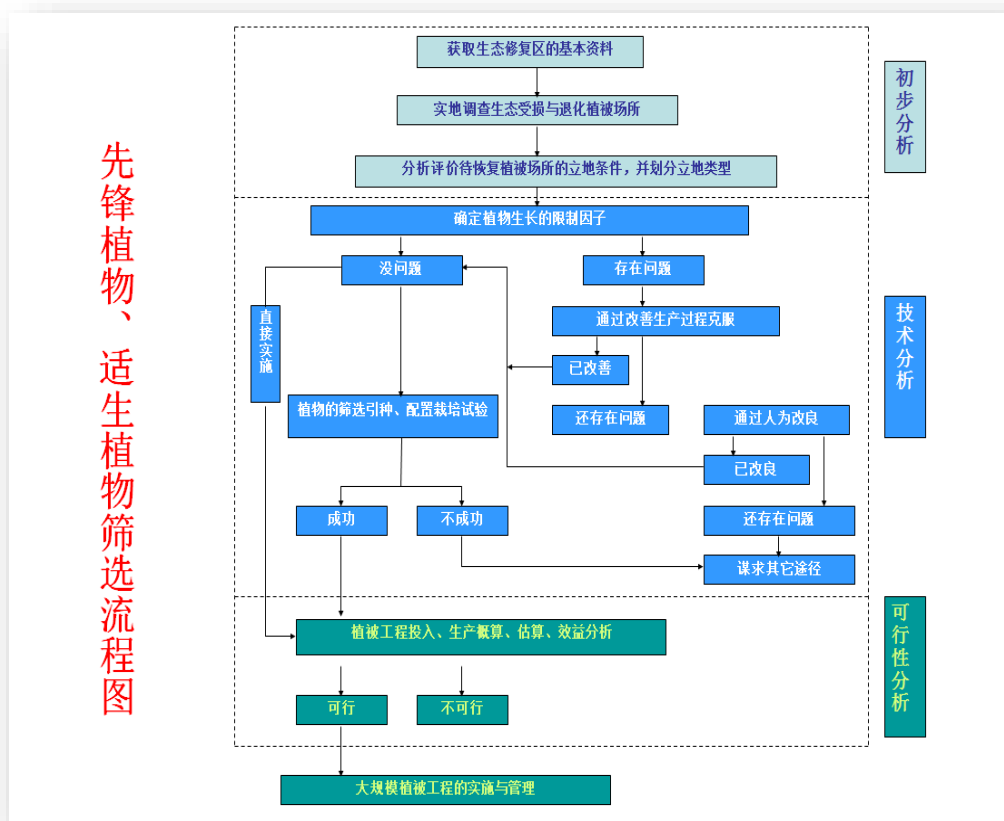 先锋植物、适生植物筛选流程图
获取生态修复区的基本资料
实地调查生态受损与退化植被场所
分析评价待恢复植被场所的立地条件，并划分立地类型
初步分析
确定植物生长的限制因子
没问题
存在问题
直接实施
通过改善生产过程克服
已改善
植物的筛选引种、配置栽培试验
还存在问题
通过人为改良
已改良
成功
不成功
还存在问题
谋求其它途径
技术分析
植被工程投入、生产概算、估算、效益分析
可行
不可行
可行性分析
大规模植被工程的实施与管理